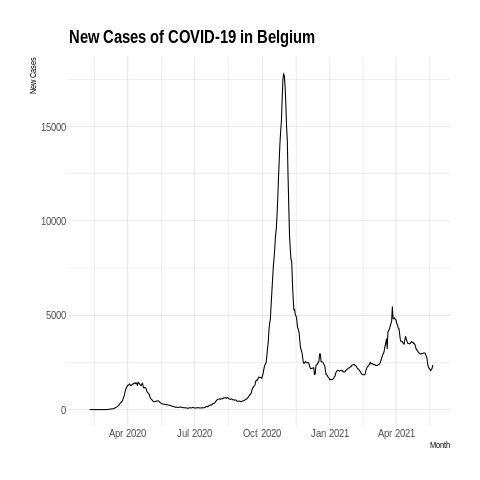 New Cases of COVID-19 in Belgium
New Cases
15000
10000
5000
0
Apr 2020 Jul 2020 Oct 2020 Jan 2021 Apr 2021
Month